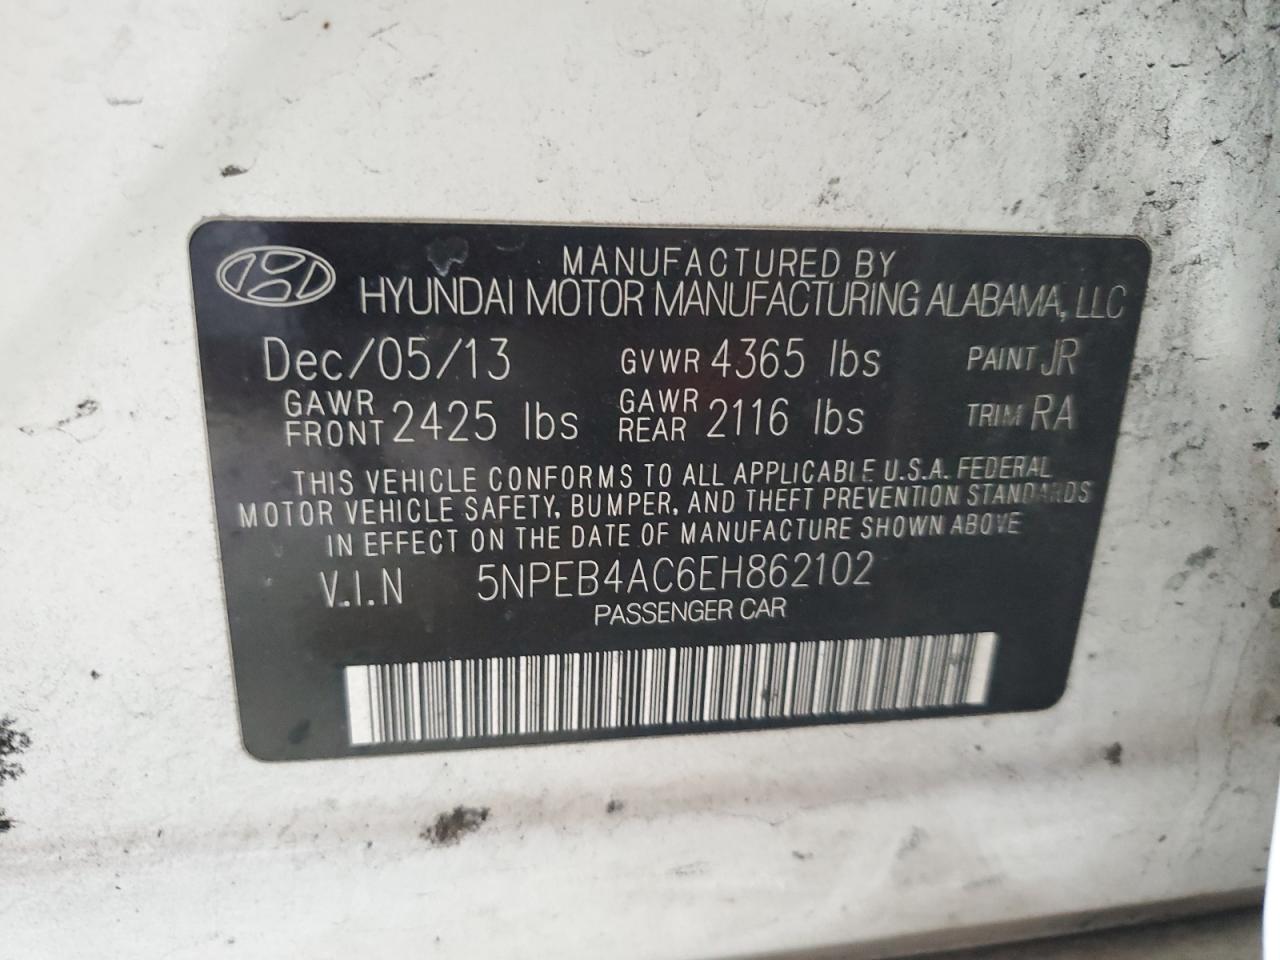 MANUFACTURED BY
HYUNDAI MOTOR MANUFACTURING ALABAMA, LLC
Dec/05/13 GVWR 4365 lbs PAINT JR
GAWR FRONT 2425 lbs GAWR REAR 2116 lbs TRIM RA
THIS VEHICLE CONFORMS TO ALL APPLICABLE U.S.A. FEDERAL
MOTOR VEHICLE SAFETY, BUMPER, AND THEFT PREVENTION STANDARDS
IN EFFECT ON THE DATE OF MANUFACTURE SHOWN ABOVE
V.I.N 5NPEB4AC6EH862102
PASSENGER CAR